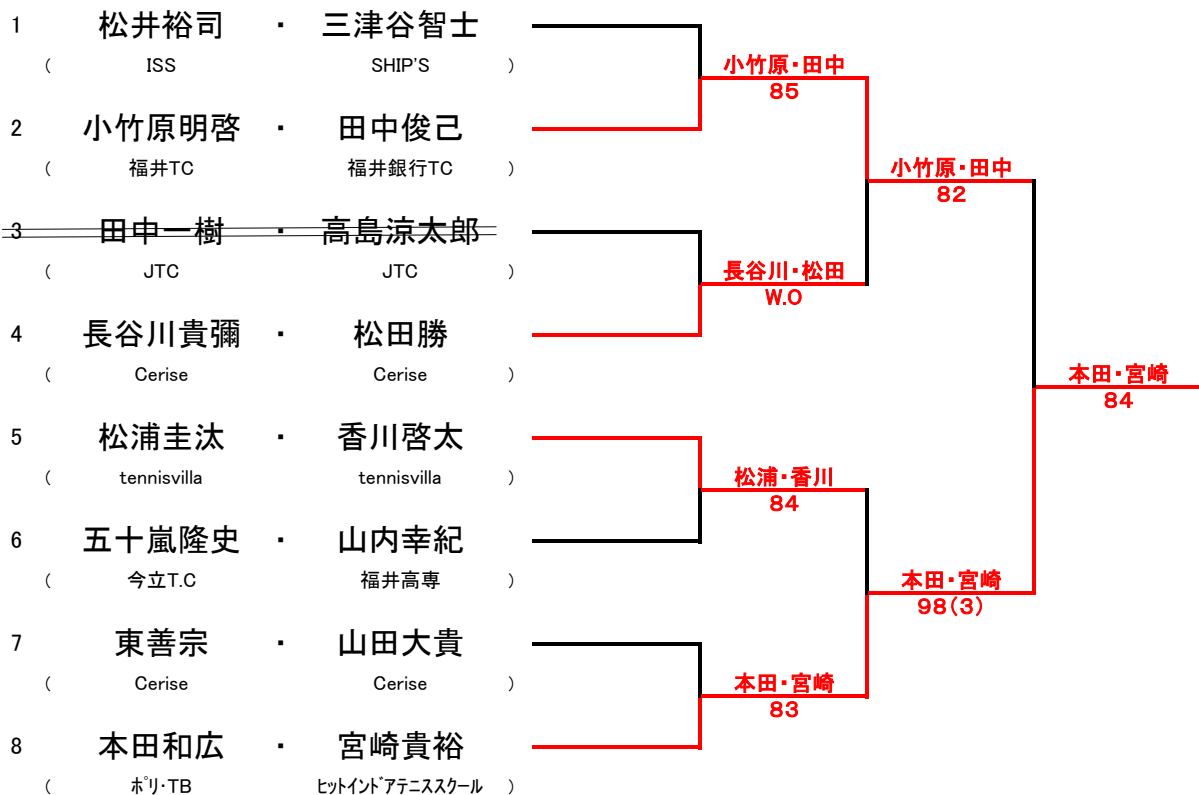 1 松井裕司 ・ 三津谷智士
( ISS SHIP'S )
小竹原・田中
85
2 小竹原明啓 ・ 田中俊己
( 福井TC 福井銀行TC )
小竹原・田中
82
3 田中一樹 ・ 高島涼太郎
( JTC JTC )
長谷川・松田
W.O
4 長谷川貴彌 ・ 松田勝
( Cerise Cerise )
本田・宮崎
84
5 松浦圭汰 ・ 香川啓太
( tennisvilla tennisvilla )
松浦・香川
84
6 五十嵐隆史 ・ 山内幸紀
( 今立T.C 福井高専 )
本田・宮崎
98(3)
7 東善宗 ・ 山田大貴
( Cerise Cerise )
本田・宮崎
83
8 本田和広 ・ 宮崎貴裕
( ポリ・TB ヒットインドアテニススクール )